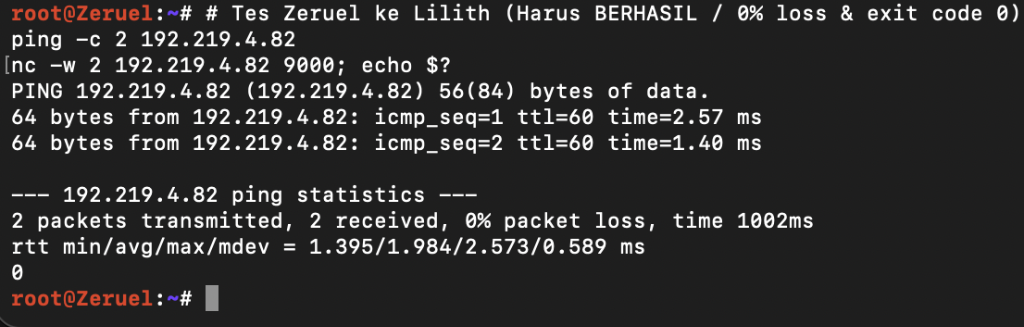 root@Zeruel:~# # Tes Zeruel ke Lilith (Harus BERHASIL / 0% loss & exit code 0)
ping -c 2 192.219.4.82
[nc -w 2 192.219.4.82 9000; echo $?
PING 192.219.4.82 (192.219.4.82) 56(84) bytes of data.
64 bytes from 192.219.4.82: icmp_seq=1 ttl=60 time=2.57 ms
64 bytes from 192.219.4.82: icmp_seq=2 ttl=60 time=1.40 ms
--- 192.219.4.82 ping statistics ---
2 packets transmitted, 2 received, 0% packet loss, time 1002ms
rtt min/avg/max/mdev = 1.395/1.984/2.573/0.589 ms
0
root@Zeruel:~#